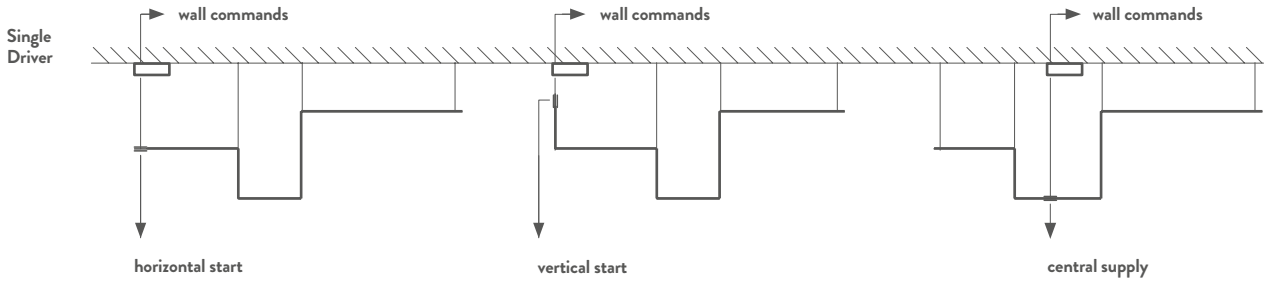 wall commands
wall commands
wall commands
Single
Driver
horizontal start
vertical start
central supply